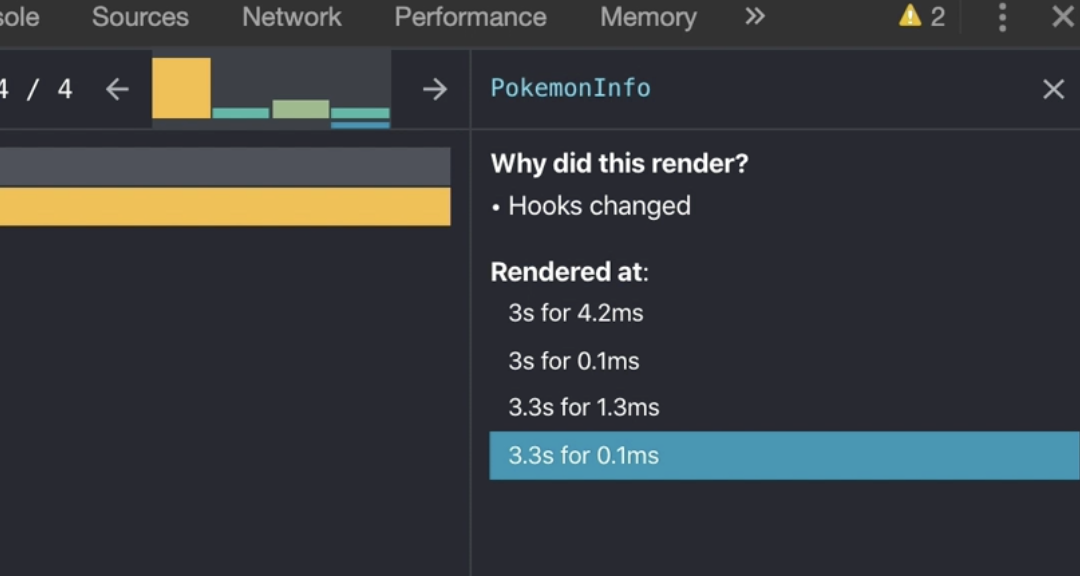 sole Sources Network Performance Memory » 2
4 / 4 ← → PokemonInfo
Why did this render?
• Hooks changed
Rendered at:
3s for 4.2ms
3s for 0.1ms
3.3s for 1.3ms
3.3s for 0.1ms